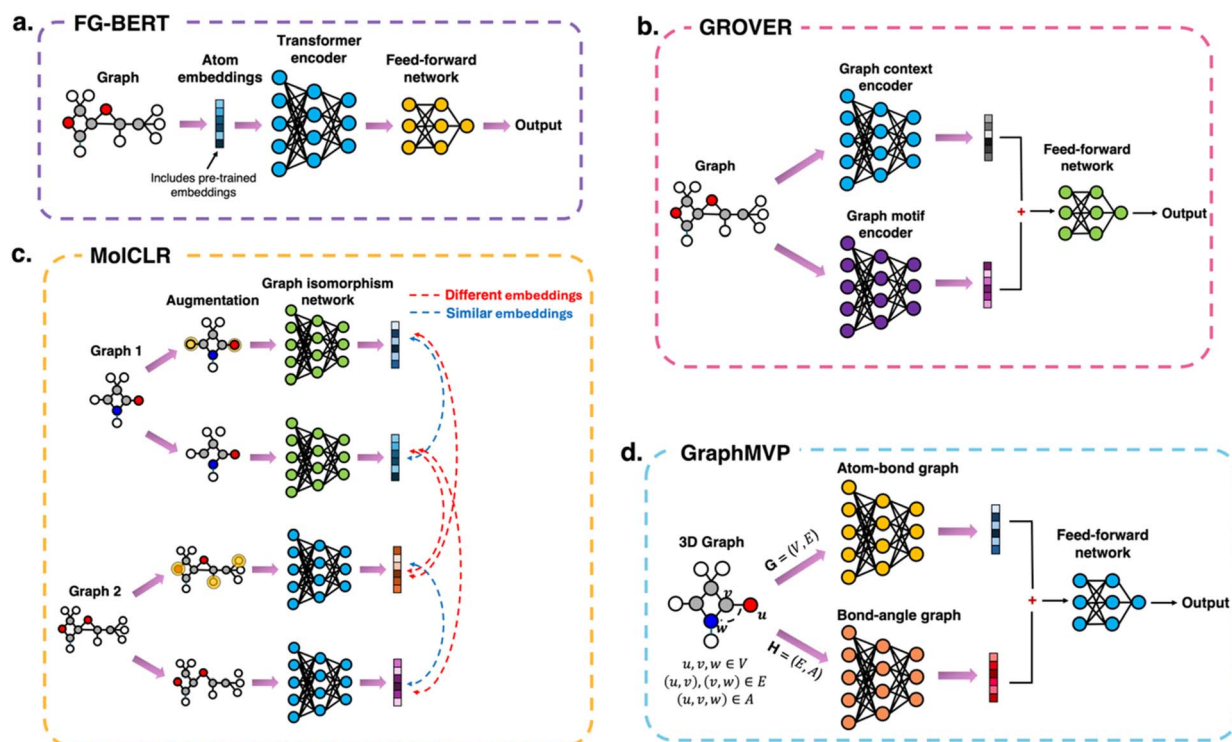 a.
FG-BERT
Graph
Atom
embeddings
Transformer
encoder
Feed-forward
network
Output
Includes pre-trained
embeddings
b.
GROVER
Graph
Graph context
encoder
Graph motif
encoder
Feed-forward
network
+
Output
c.
MolCLR
Augmentation
Graph isomorphism
network
Different embeddings
Similar embeddings
Graph 1
Graph 2
d.
GraphMVP
3D Graph
Atom-bond graph
G = (V, E)
v
u
w
H = (E, A)
Bond-angle graph
u, v, w ∈ V
(u, v), (v, w) ∈ E
(u, v, w) ∈ A
Feed-forward
network
+
Output